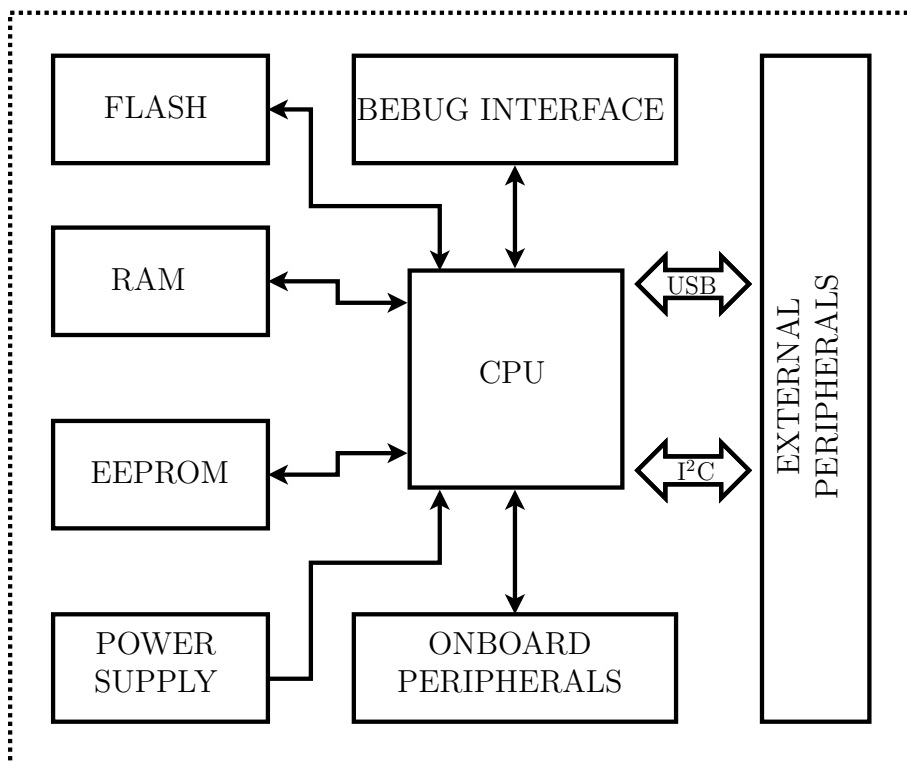 FLASH
BEBUG INTERFACE
RAM
USB
CPU
EXTERNAL
PERIPHERALS
EEPROM
I²C
POWER
SUPPLY
ONBOARD
PERIPHERALS